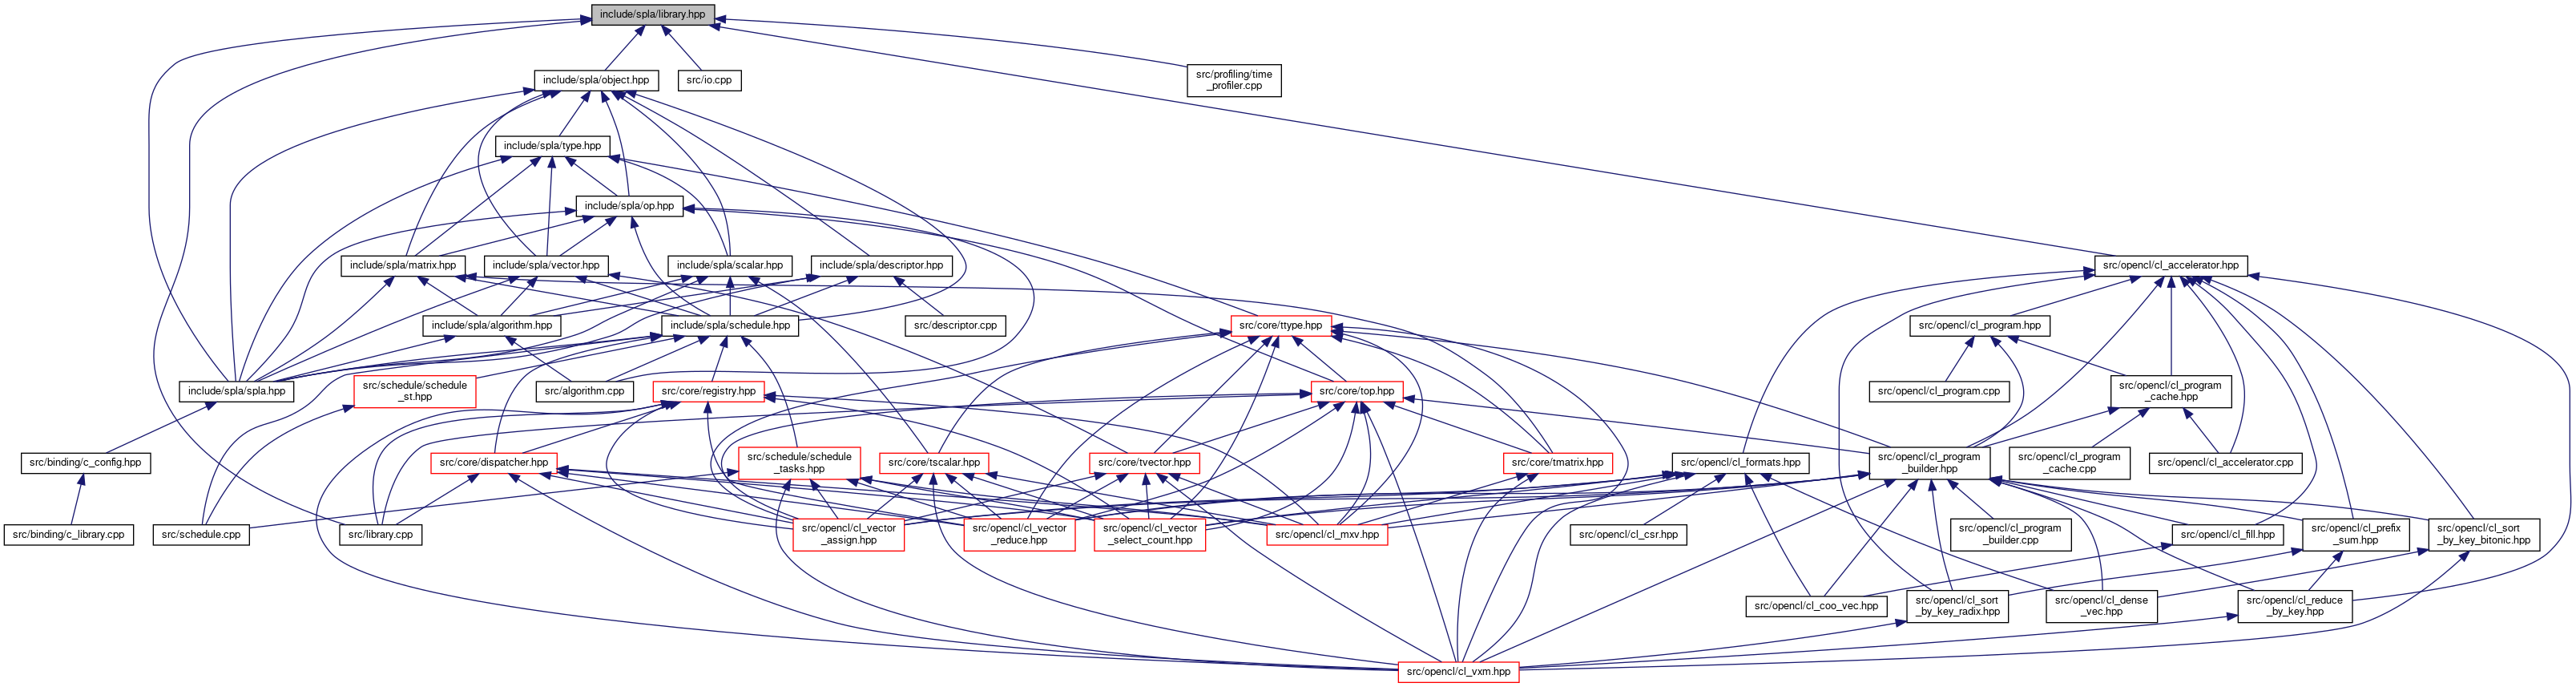 include/spla/library.hpp
include/spla/object.hpp
src/io.cpp
src/profiling/time
_profiler.cpp
include/spla/type.hpp
include/spla/op.hpp
include/spla/matrix.hpp
include/spla/vector.hpp
include/spla/scalar.hpp
include/spla/descriptor.hpp
src/opencl/cl_accelerator.hpp
include/spla/algorithm.hpp
include/spla/schedule.hpp
src/descriptor.cpp
src/core/ttype.hpp
src/opencl/cl_program.hpp
include/spla/spla.hpp
src/schedule/schedule
_st.hpp
src/algorithm.cpp
src/core/registry.hpp
src/core/top.hpp
src/opencl/cl_program.cpp
src/opencl/cl_program
_cache.hpp
src/binding/c_config.hpp
src/core/dispatcher.hpp
src/schedule/schedule
_tasks.hpp
src/core/tscalar.hpp
src/core/tvector.hpp
src/core/tmatrix.hpp
src/opencl/cl_formats.hpp
src/opencl/cl_program
_builder.hpp
src/opencl/cl_program
_cache.cpp
src/opencl/cl_accelerator.cpp
src/binding/c_library.cpp
src/schedule.cpp
src/library.cpp
src/opencl/cl_vector
_assign.hpp
src/opencl/cl_vector
_reduce.hpp
src/opencl/cl_vector
_select_count.hpp
src/opencl/cl_mxv.hpp
src/opencl/cl_csr.hpp
src/opencl/cl_program
_builder.cpp
src/opencl/cl_fill.hpp
src/opencl/cl_prefix
_sum.hpp
src/opencl/cl_sort
_by_key_bitonic.hpp
src/opencl/cl_coo_vec.hpp
src/opencl/cl_sort
_by_key_radix.hpp
src/opencl/cl_dense
_vec.hpp
src/opencl/cl_reduce
_by_key.hpp
src/opencl/cl_vxm.hpp